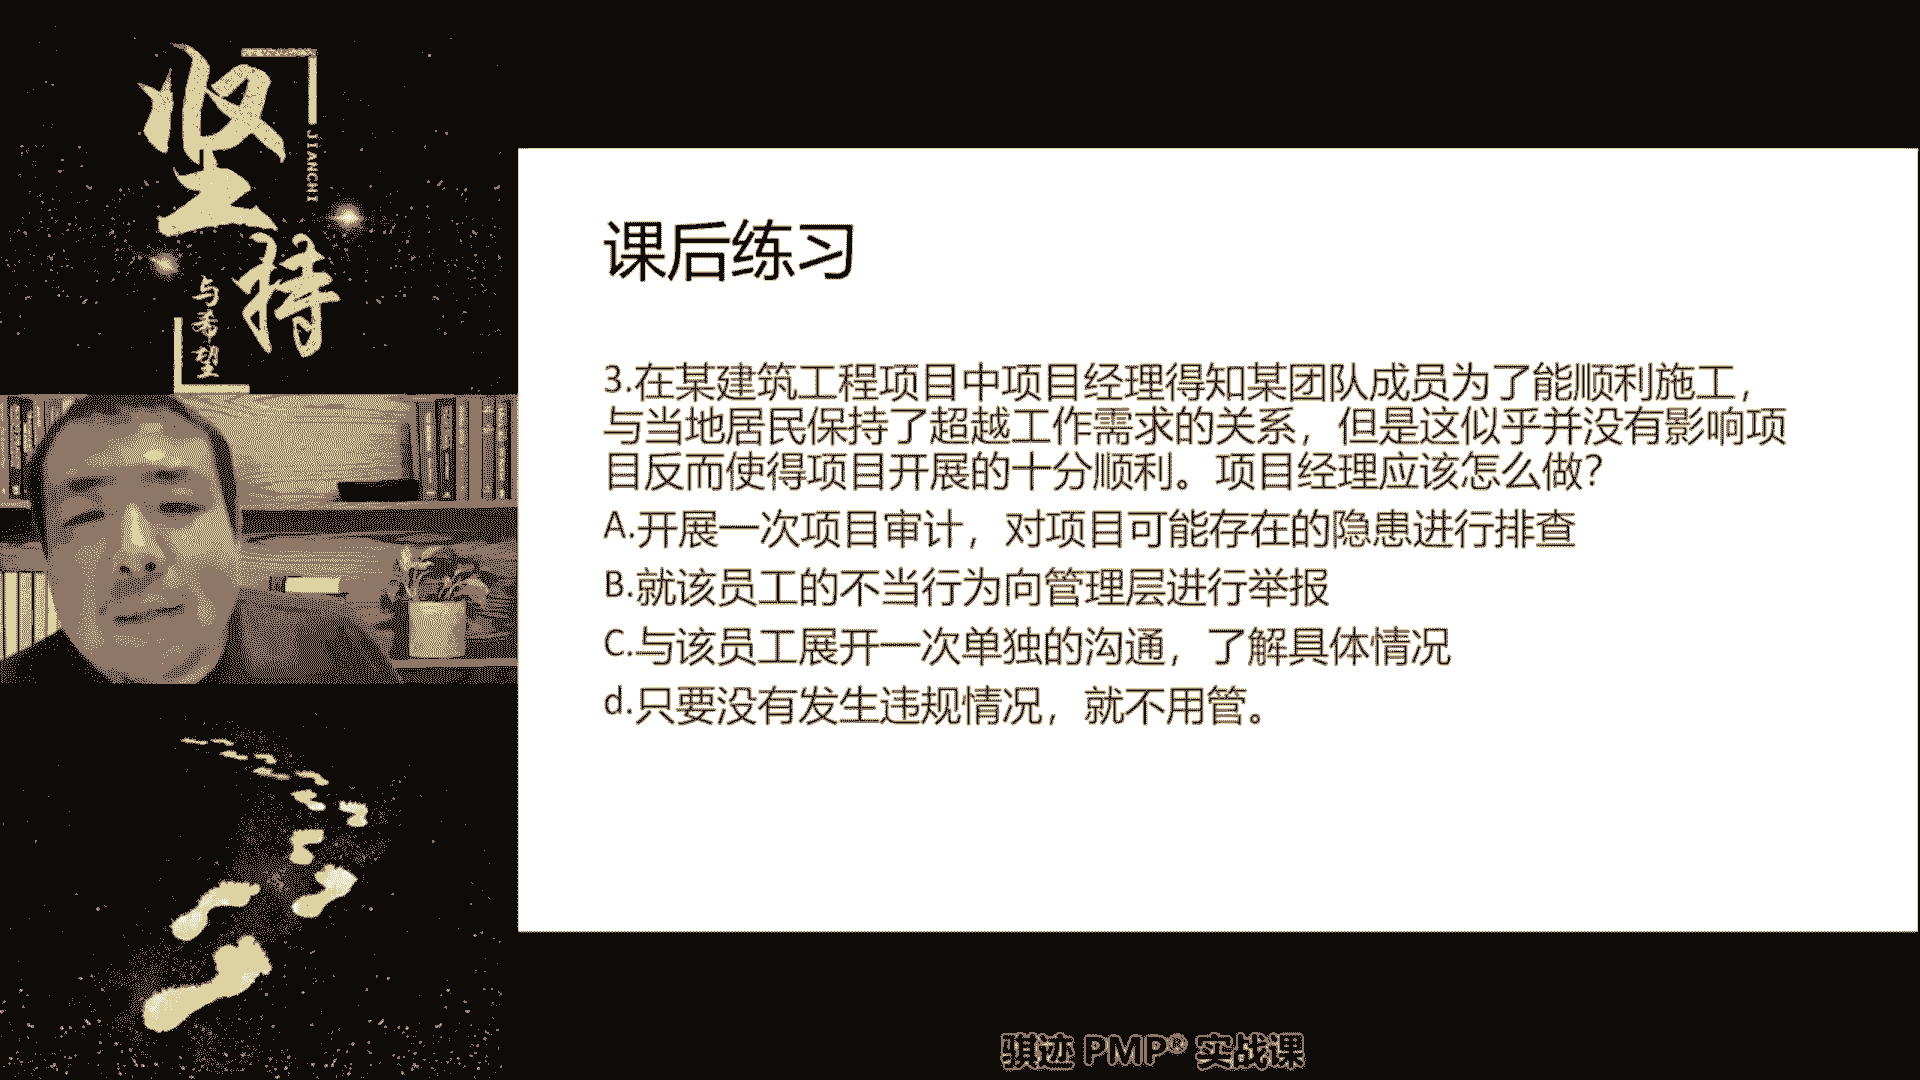 坚持
JIANCHI
与希望
课后练习
3.在某建筑工程项目中项目经理得知某团队成员为了能顺利施工，
与当地居民保持了超越工作需求的关系，但是这似乎并没有影响项
目反而使得项目开展的十分顺利。项目经理应该怎么做？
A.开展一次项目审计，对项目可能存在的隐患进行排查
B.就该员工的不当行为向管理层进行举报
C.与该员工展开一次单独的沟通，了解具体情况
d.只要没有发生违规情况，就不用管。
骐迹 PMP® 实战课